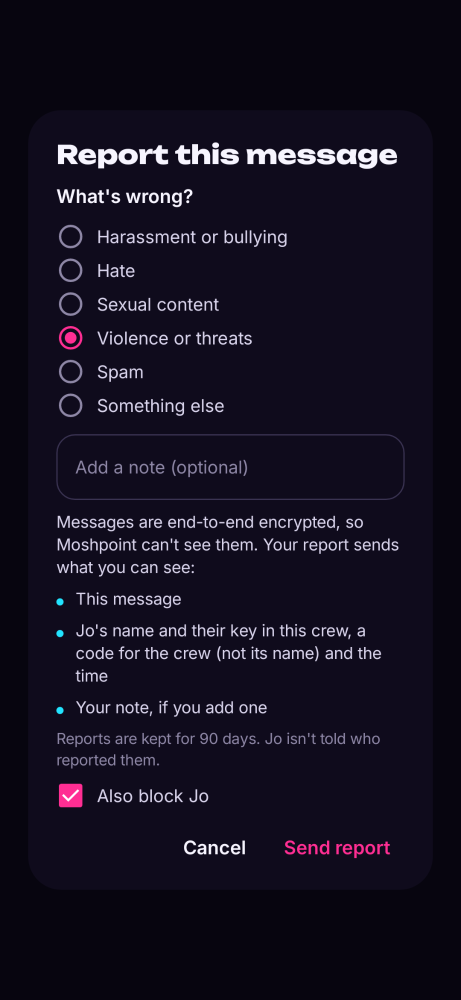 Report this message
What's wrong?
Harassment or bullying
Hate
Sexual content
Violence or threats
Spam
Something else
Add a note (optional)
Messages are end-to-end encrypted, so
Moshpoint can't see them. Your report sends
what you can see:
This message
Jo's name and their key in this crew, a
code for the crew (not its name) and the
time
Your note, if you add one
Reports are kept for 90 days. Jo isn't told who
reported them.
Also block Jo
Cancel Send report